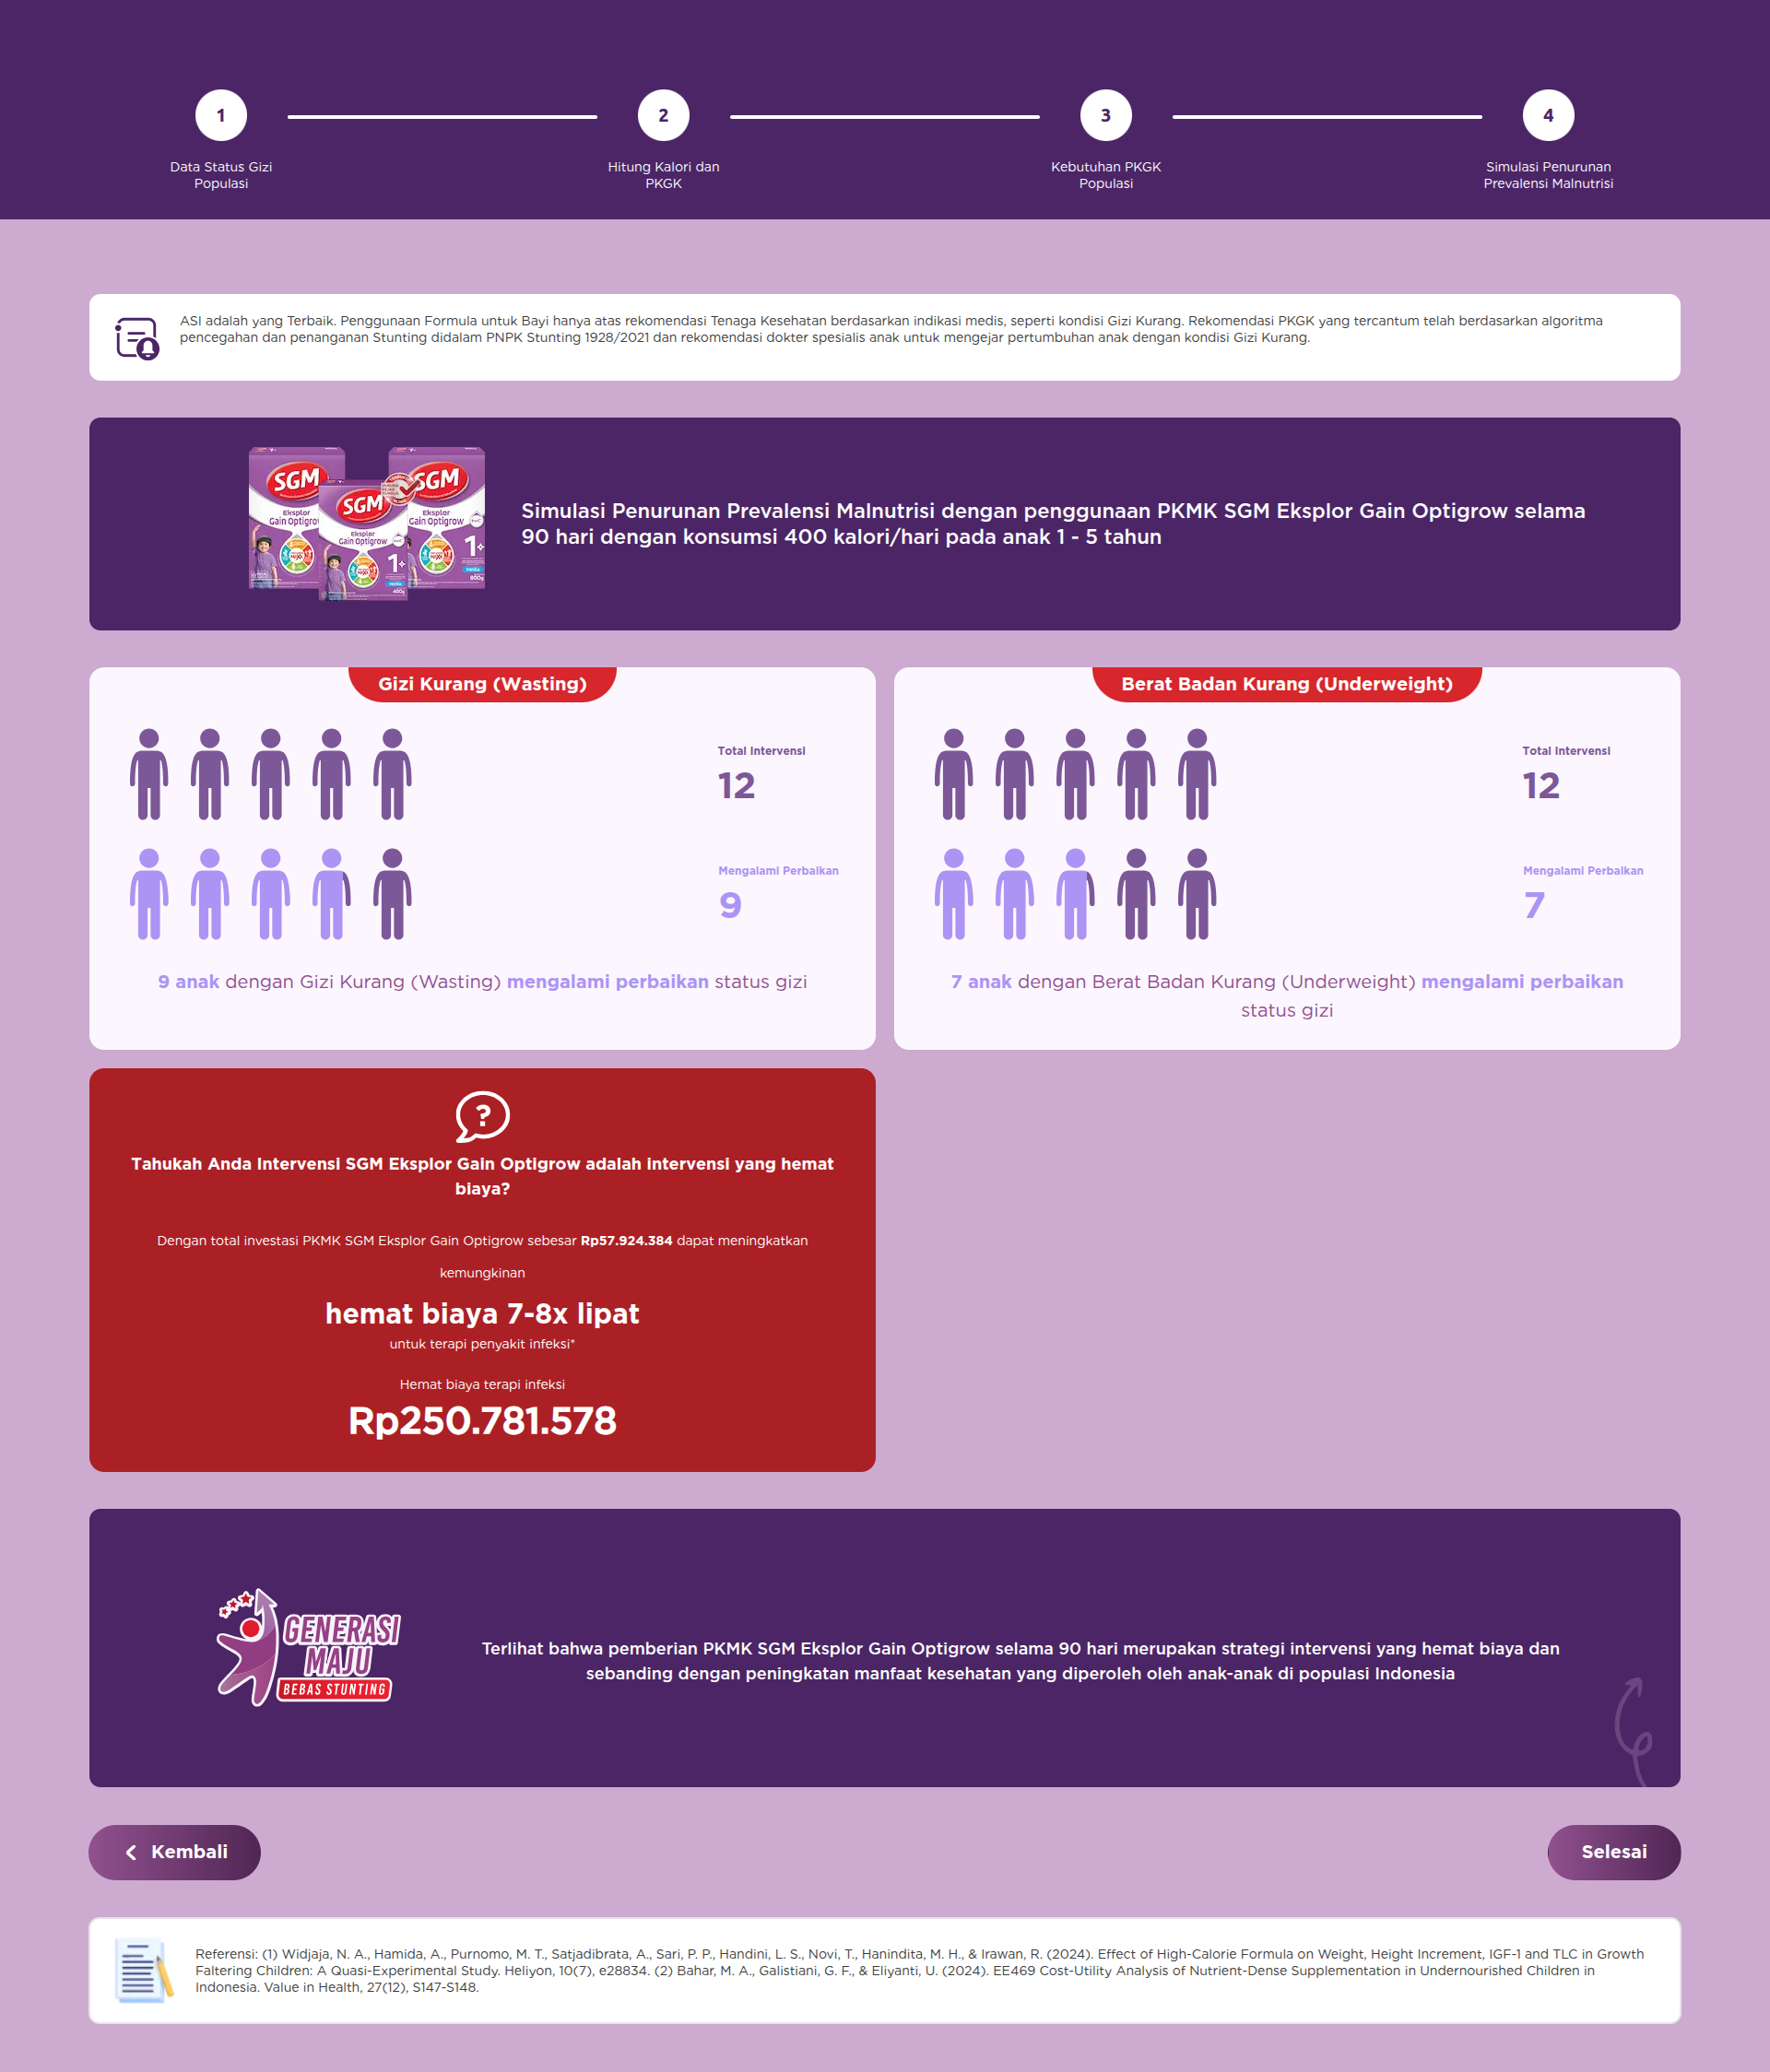 1
2
3
4
Data Status Gizi
Populasi
Hitung Kalori dan
PKGK
Kebutuhan PKGK
Populasi
Simulasi Penurunan
Prevalensi Malnutrisi
ASI adalah yang Terbaik. Penggunaan Formula untuk Bayi hanya atas rekomendasi Tenaga Kesehatan berdasarkan indikasi medis, seperti kondisi Gizi Kurang. Rekomendasi PKGK yang tercantum telah berdasarkan algoritma
pencegahan dan penanganan Stunting didalam PNPK Stunting 1928/2021 dan rekomendasi dokter spesialis anak untuk mengejar pertumbuhan anak dengan kondisi Gizi Kurang.
SGM
Eksplor
Gain Optigrow
SGM
Eksplor
Gain Optigrow
1+
400g
SGM
Eksplor
Gain Optigrow
1+
800g
Simulasi Penurunan Prevalensi Malnutrisi dengan penggunaan PKMK SGM Eksplor Gain Optigrow selama
90 hari dengan konsumsi 400 kalori/hari pada anak 1 - 5 tahun
Gizi Kurang (Wasting)
Total Intervensi
12
Mengalami Perbaikan
9
9 anak dengan Gizi Kurang (Wasting) mengalami perbaikan status gizi
Berat Badan Kurang (Underweight)
Total Intervensi
12
Mengalami Perbaikan
7
7 anak dengan Berat Badan Kurang (Underweight) mengalami perbaikan
status gizi
?
Tahukah Anda Intervensi SGM Eksplor Gain Optigrow adalah intervensi yang hemat
biaya?
Dengan total investasi PKMK SGM Eksplor Gain Optigrow sebesar Rp57.924.384 dapat meningkatkan
kemungkinan
hemat biaya 7-8x lipat
untuk terapi penyakit infeksi*
Hemat biaya terapi infeksi
Rp250.781.578
GENERASI
MAJU
BEBAS STUNTING
Terlihat bahwa pemberian PKMK SGM Eksplor Gain Optigrow selama 90 hari merupakan strategi intervensi yang hemat biaya dan
sebanding dengan peningkatan manfaat kesehatan yang diperoleh oleh anak-anak di populasi Indonesia
Kembali
Selesai
Referensi: (1) Widjaja, N. A., Hamida, A., Purnomo, M. T., Satjadibrata, A., Sari, P. P., Handini, L. S., Novi, T., Hanindita, M. H., & Irawan, R. (2024). Effect of High-Calorie Formula on Weight, Height Increment, IGF-1 and TLC in Growth
Faltering Children: A Quasi-Experimental Study. Heliyon, 10(7), e28834. (2) Bahar, M. A., Galistiani, G. F., & Eliyanti, U. (2024). EE469 Cost-Utility Analysis of Nutrient-Dense Supplementation in Undernourished Children in
Indonesia. Value in Health, 27(12), S147-S148.